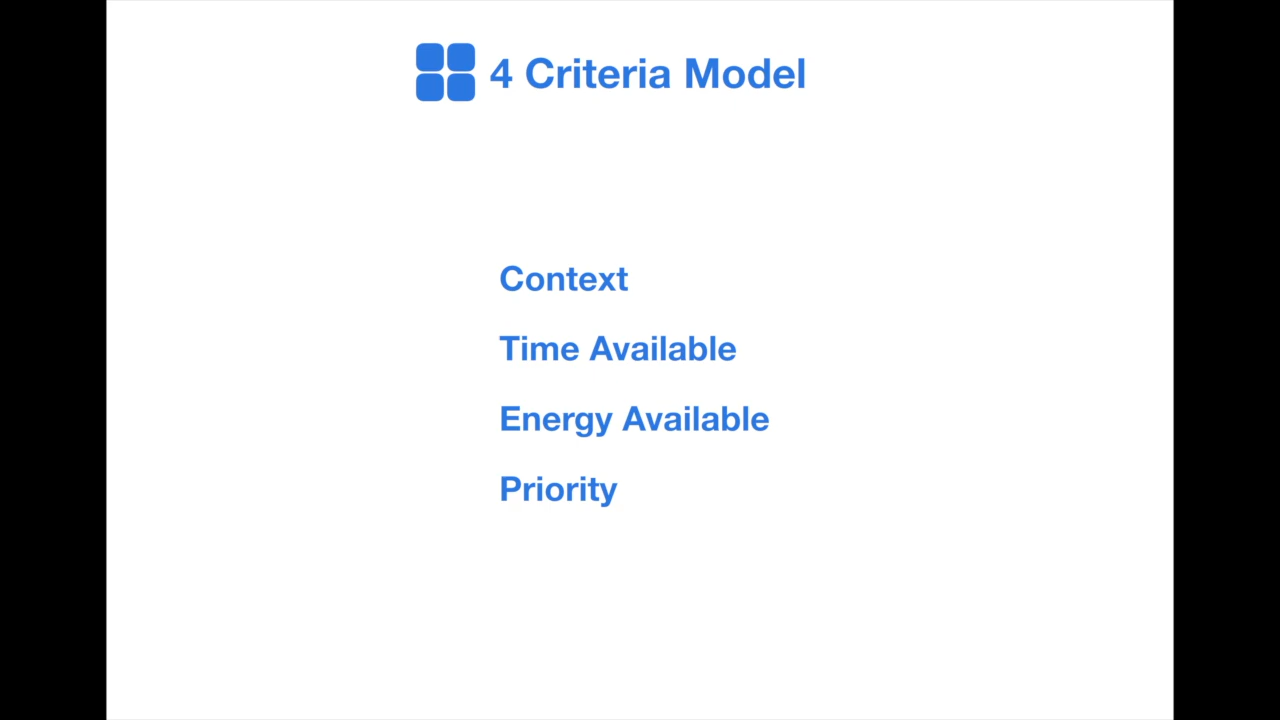 4 Criteria Model
Context
Time Available
Energy Available
Priority